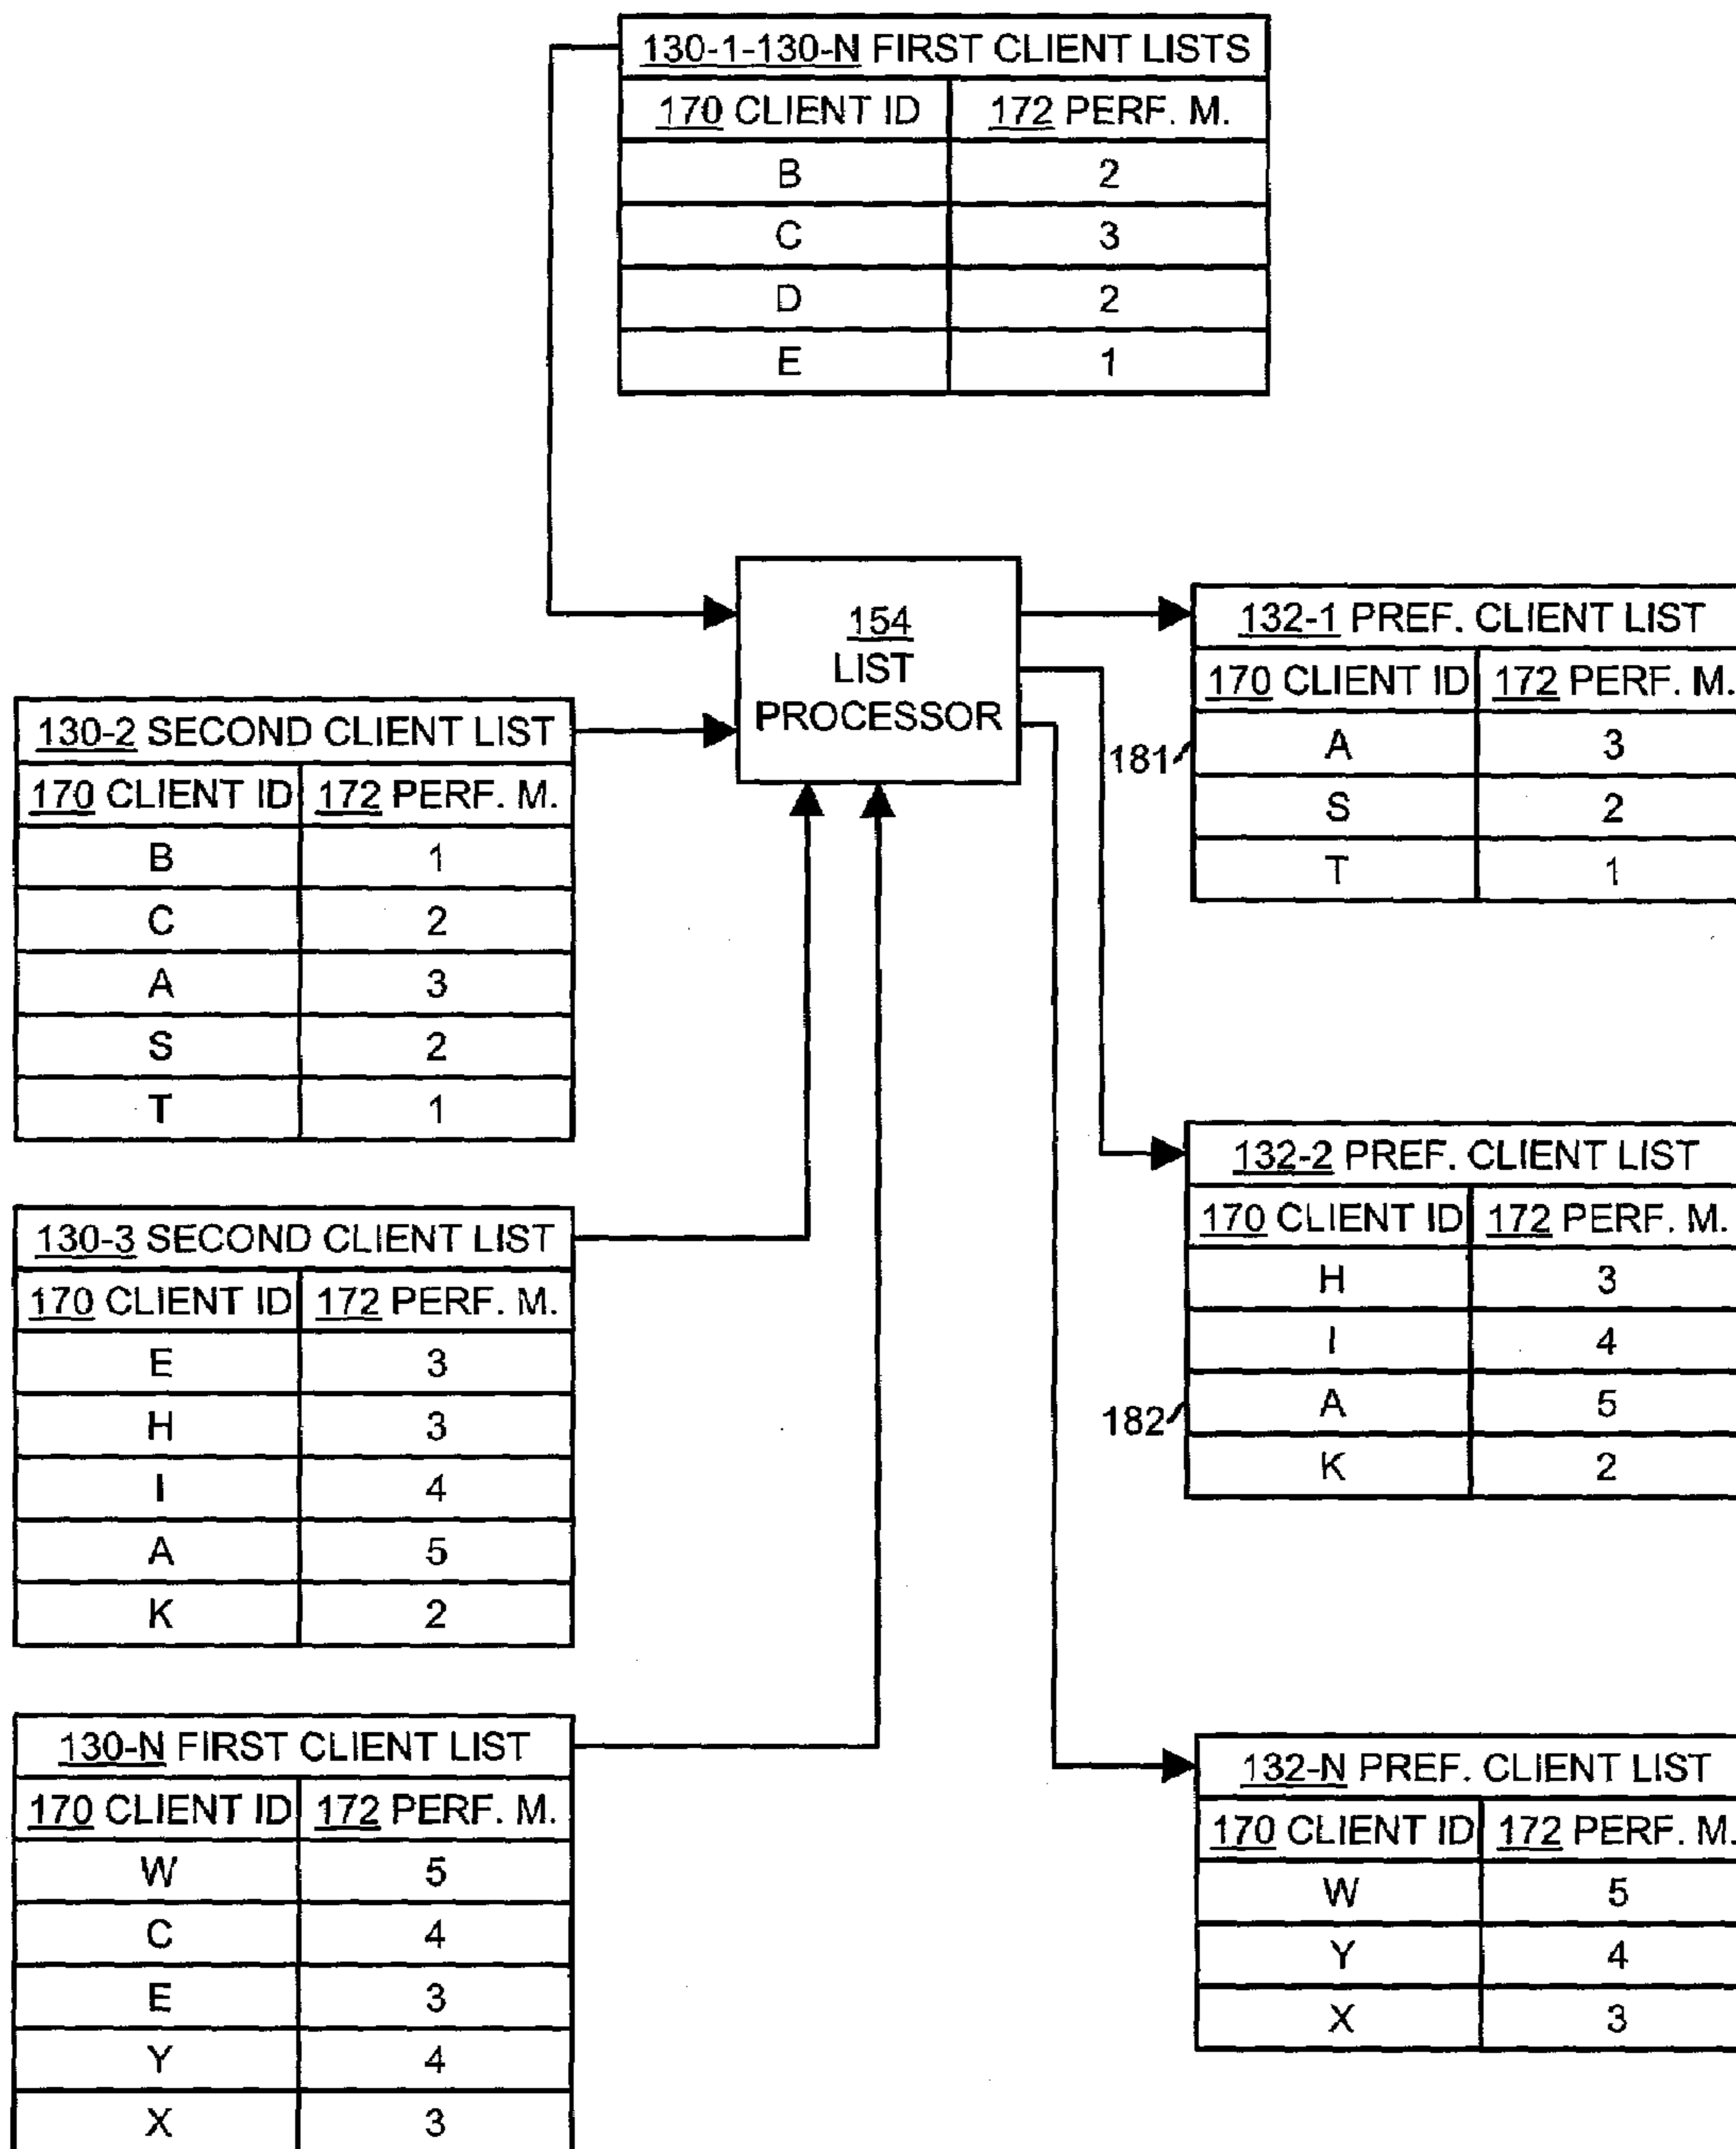 130-1-130-N FIRST CLIENT LISTS
170 CLIENT ID 172 PERF. M.
B 2
C 3
D 2
E 1
154
LIST
PROCESSOR
130-2 SECOND CLIENT LIST
170 CLIENT ID 172 PERF. M.
B 1
C 2
A 3
S 2
T 1
130-3 SECOND CLIENT LIST
170 CLIENT ID 172 PERF. M.
E 3
H 3
I 4
A 5
K 2
130-N FIRST CLIENT LIST
170 CLIENT ID 172 PERF. M.
W 5
C 4
E 3
Y 4
X 3
132-1 PREF. CLIENT LIST
170 CLIENT ID 172 PERF. M.
181
A 3
S 2
T 1
132-2 PREF. CLIENT LIST
170 CLIENT ID 172 PERF. M.
H 3
I 4
182
A 5
K 2
132-N PREF. CLIENT LIST
170 CLIENT ID 172 PERF. M.
W 5
Y 4
X 3